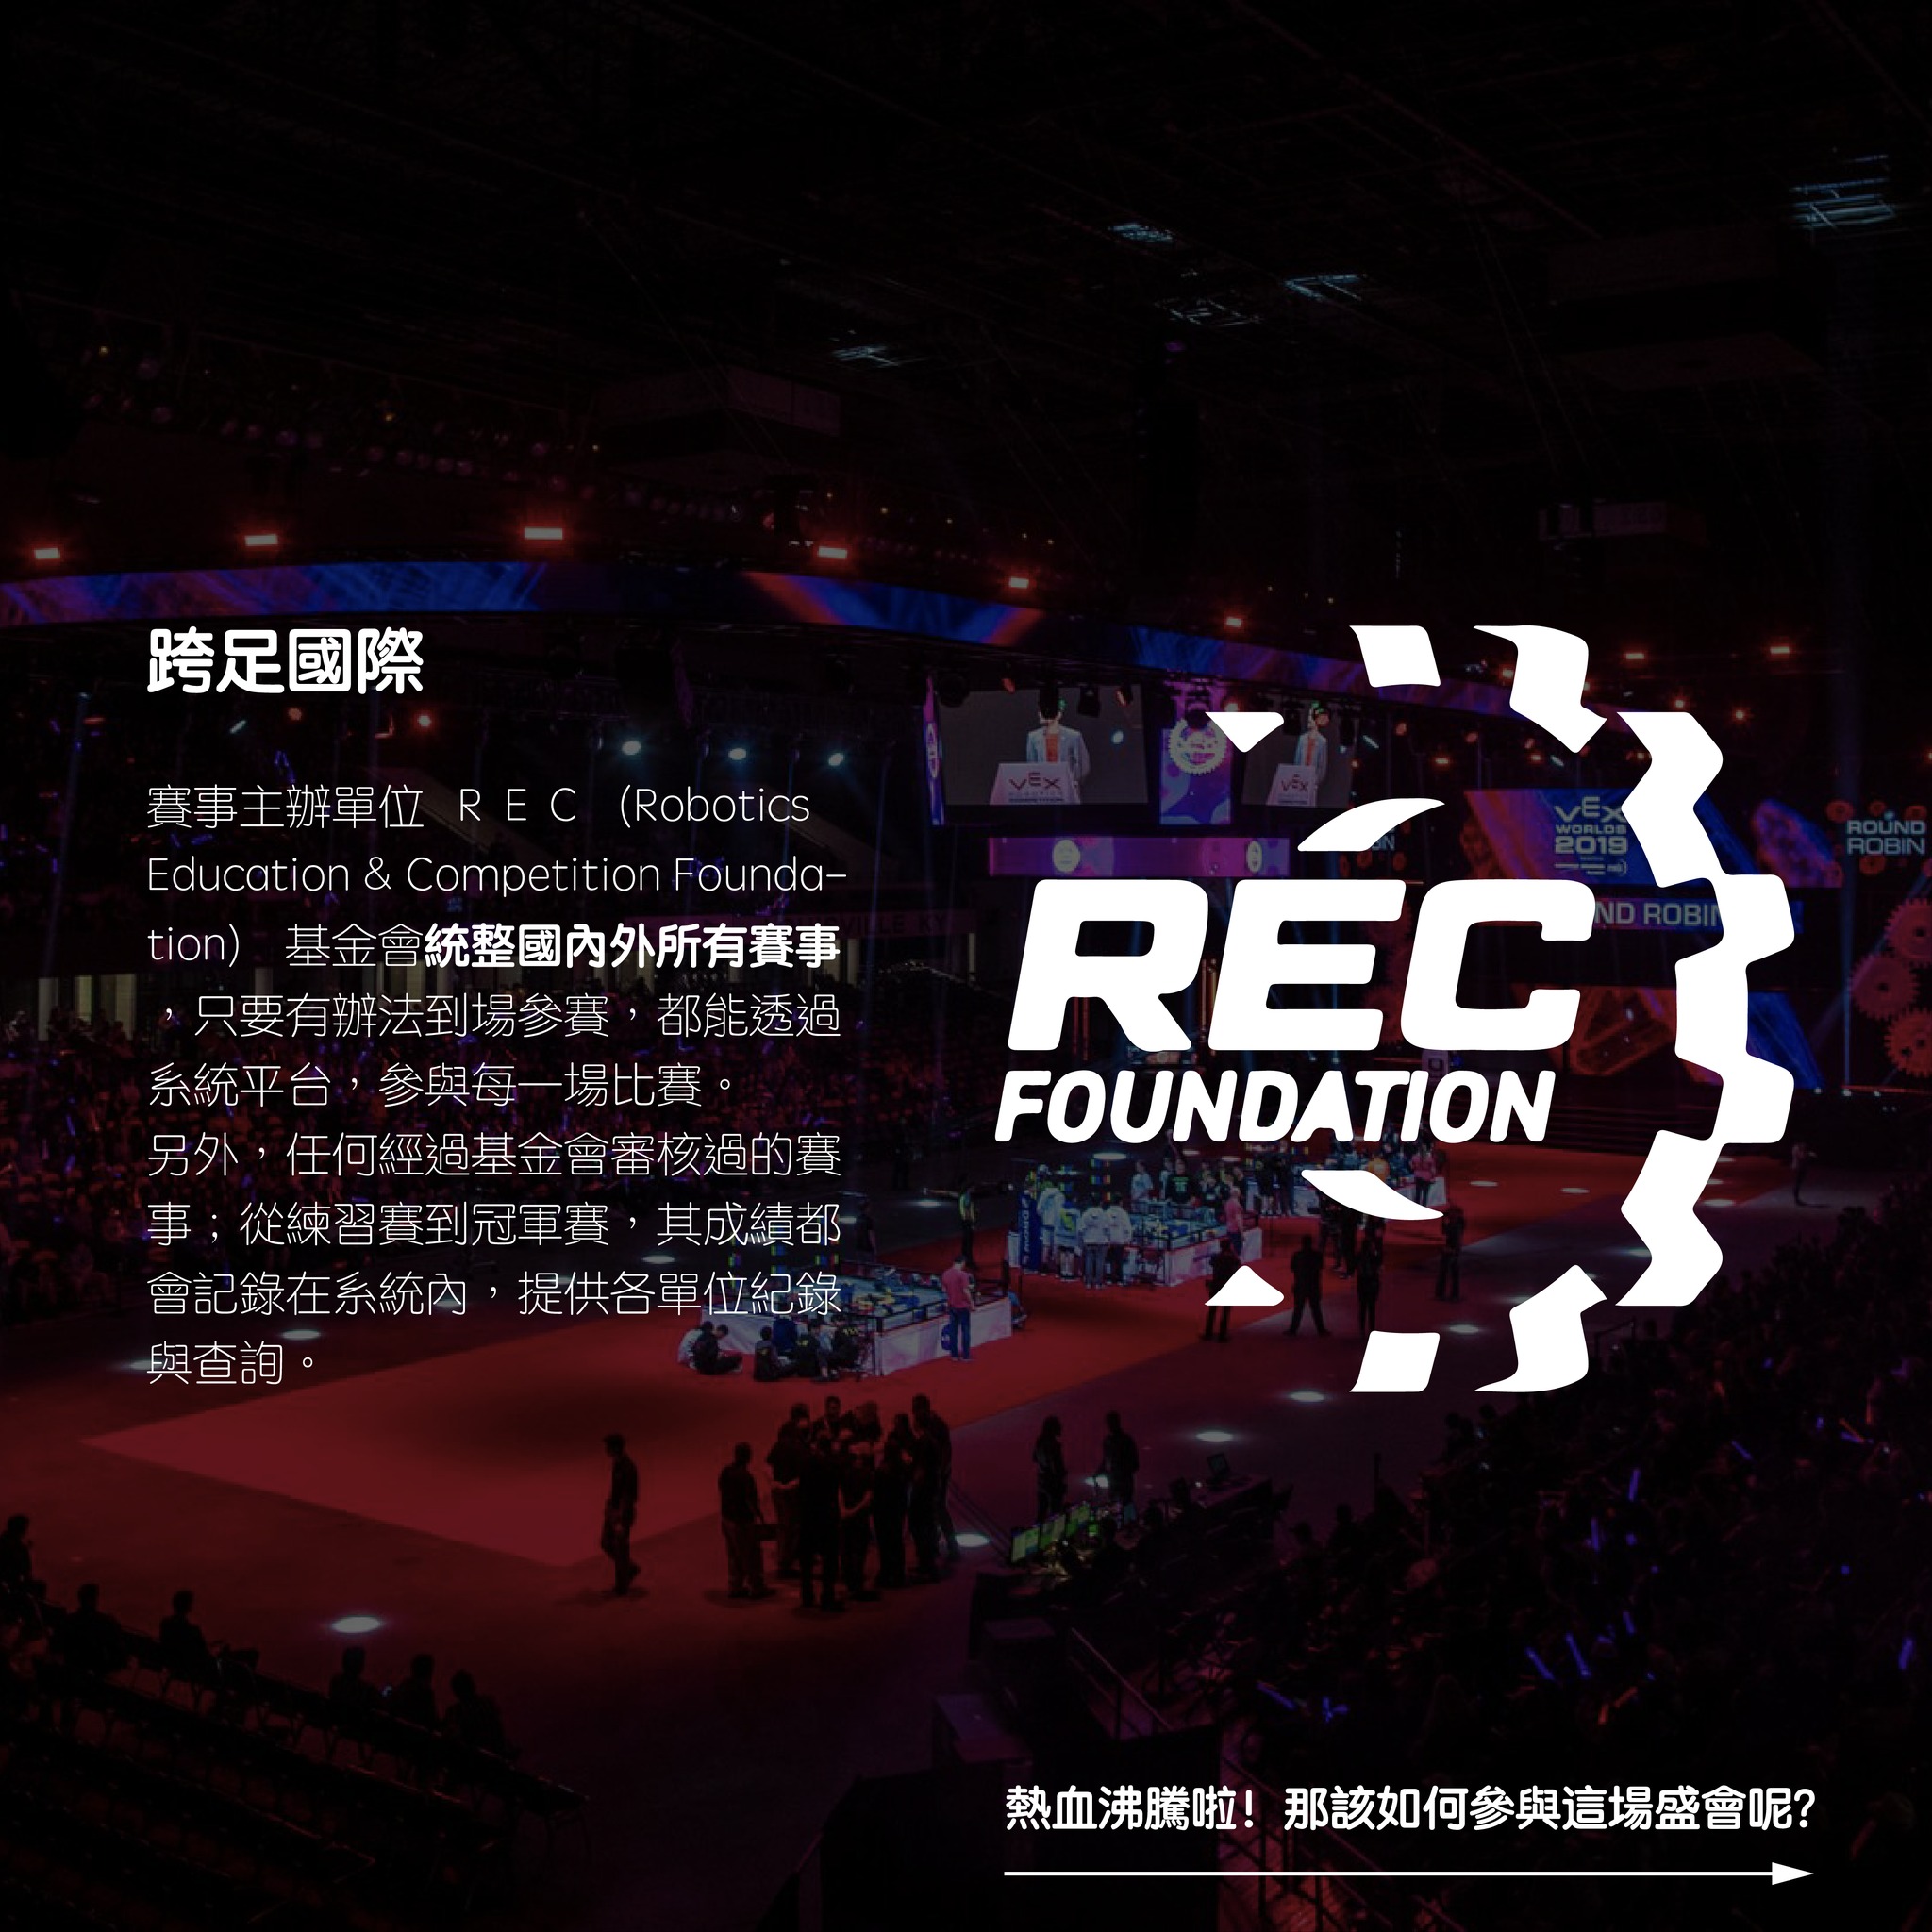 跨足國際
賽事主辦單位 R E C (Robotics
Education & Competition Founda-
tion) 基金會統整國內外所有賽事
，只要有辦法到場參賽，都能透過
系統平台，參與每一場比賽。
另外，任何經過基金會審核過的賽
事；從練習賽到冠軍賽，其成績都
會記錄在系統內，提供各單位紀錄
與查詢。
REC
FOUNDATION
VEX
VEX
VEX
WORLDS
2019
ROUND
ROBIN
ND ROBIN
熱血沸騰啦！那該如何參與這場盛會呢？